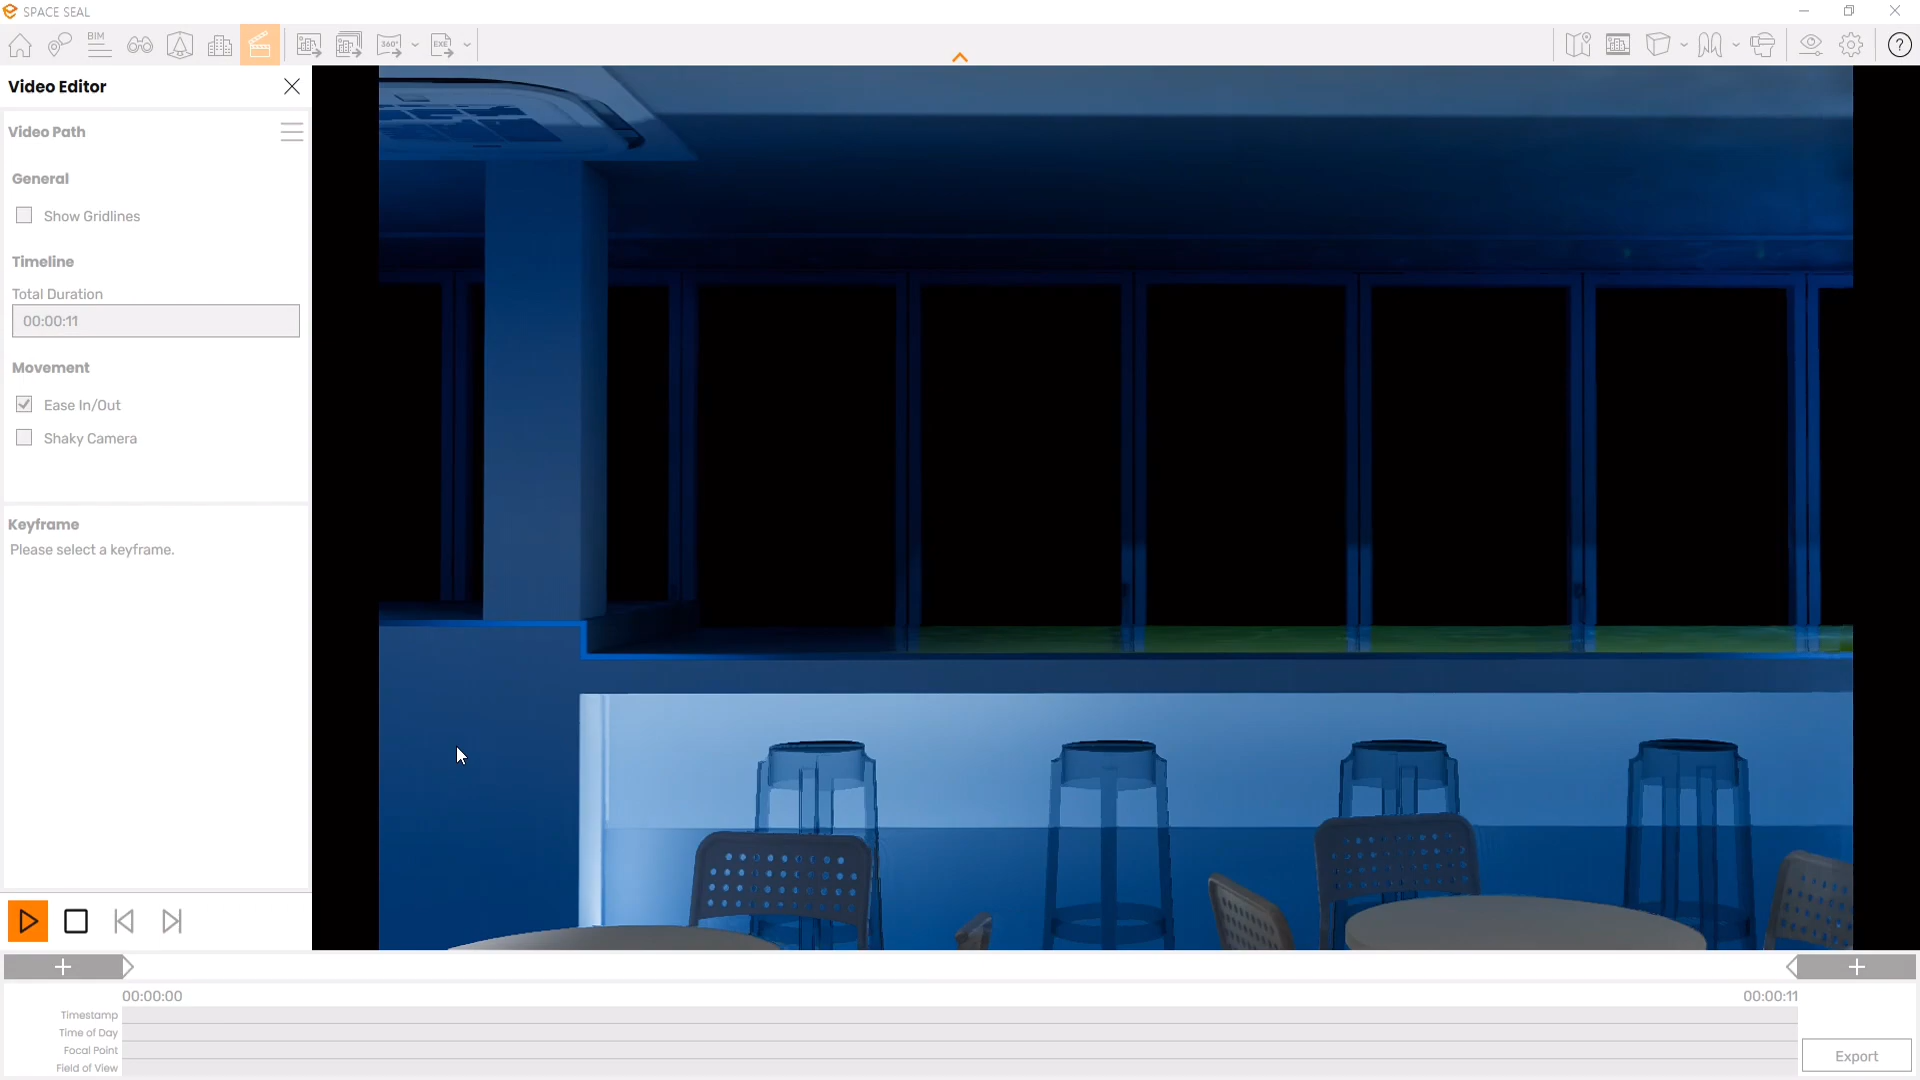 SPACE SEAL
BIM
360°
EXE
?
Video Editor
Video Path
General
Show Gridlines
Timeline
Total Duration
00:00:11
Movement
Ease In/Out
Shaky Camera
Keyframe
Please select a keyframe.
00:00:00
00:00:11
Timestamp
Time of Day
Focal Point
Field of View
Export